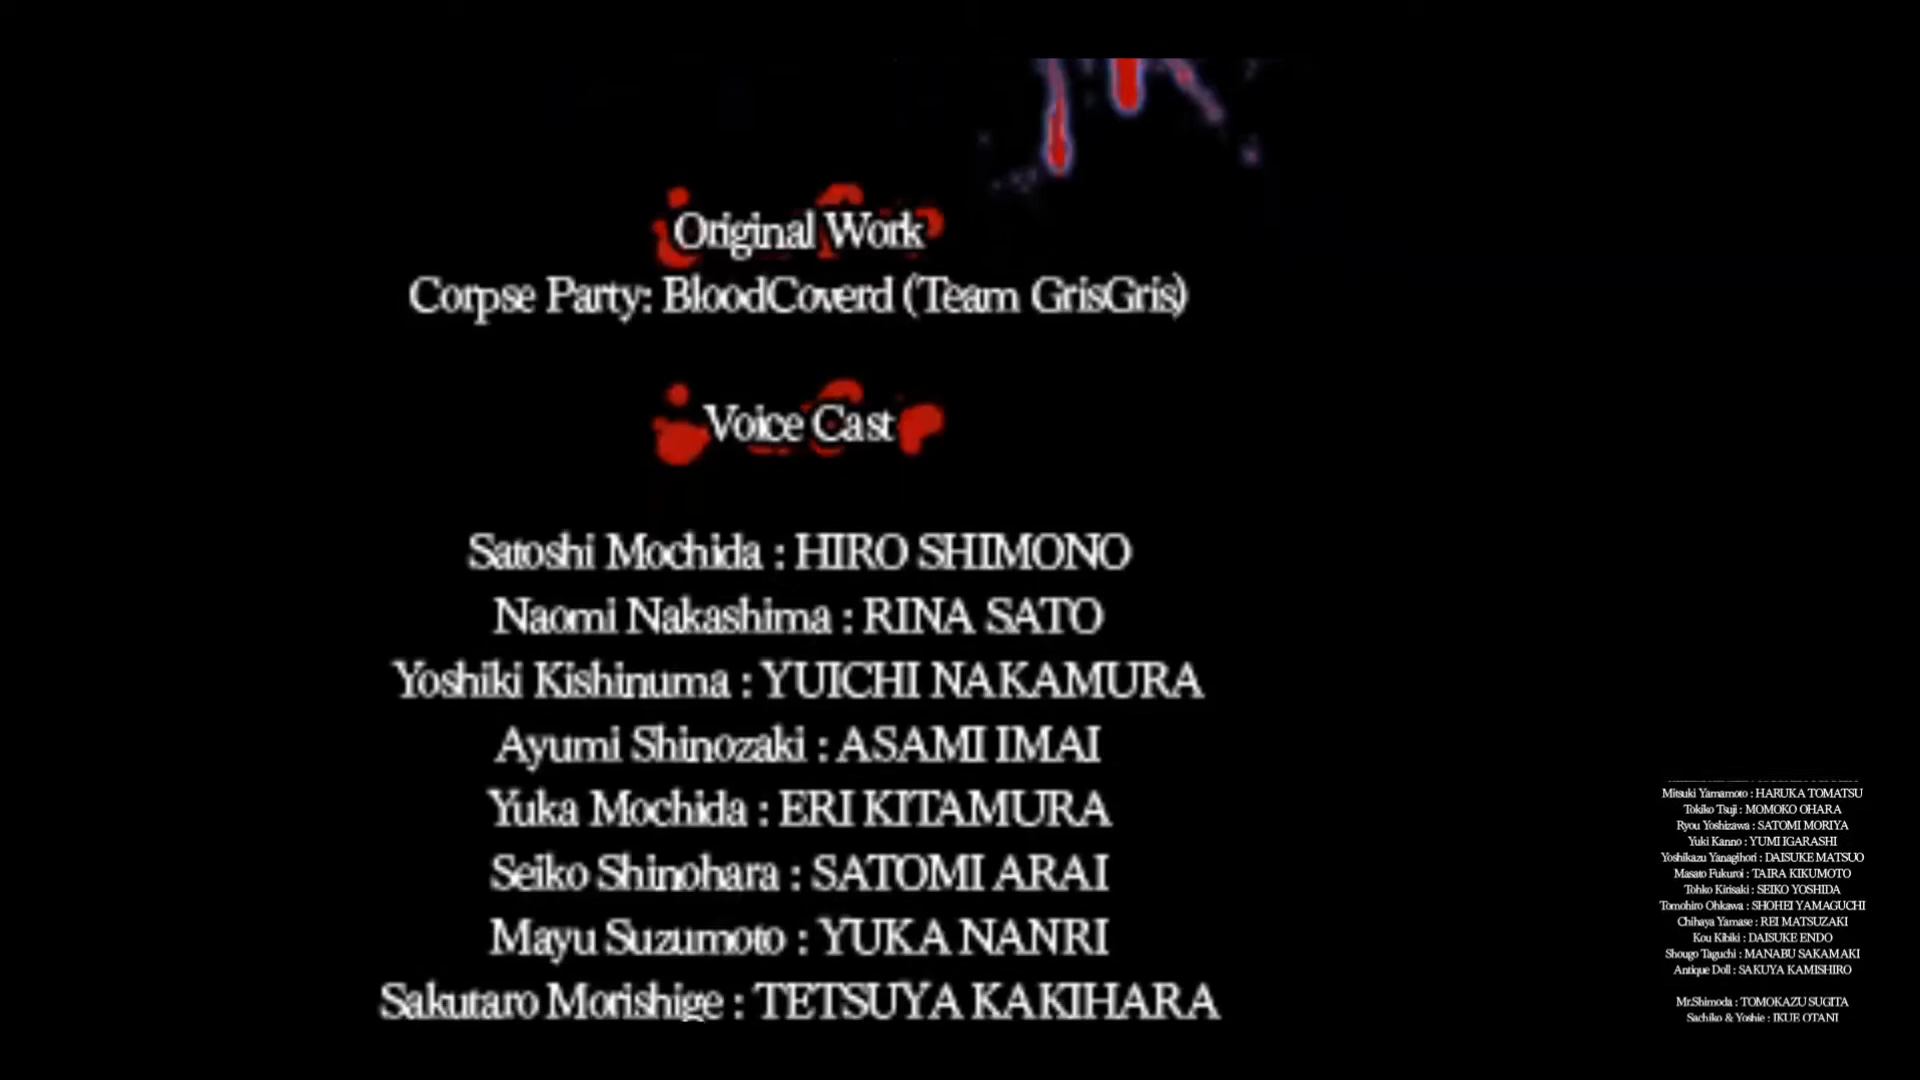 Original Work
Corpse Party: BloodCoverd (Team GrisGris)
Voice Cast
Satoshi Mochida : HIRO SHIMONO
Naomi Nakashima : RINA SATO
Yoshiki Kishinuma : YUICHI NAKAMURA
Ayumi Shinozaki : ASAMI IMAI
Yuka Mochida : ERI KITAMURA
Seiko Shinohara : SATOMI ARAI
Mayu Suzumoto : YUKA NANRI
Sakutaro Morishige : TETSUYA KAKIHARA
Mitsuki Yamamoto : HARUKA TOMATSU
Tokiko Tsuji : MOMOKO OHARA
Ryou Yoshizawa : SATOMI MORIYA
Yuki Kanno : YUMI IGARASHI
Yoshikazu Yanagihori : DAISUKE MATSUO
Masato Fukuroi : TAIRA KIKUMOTO
Tohko Kirisaki : SEIKO YOSHIDA
Tomohiro Ohkawa : SHOHEI YAMAGUCHI
Chihaya Yamase : REI MATSUZAKI
Kou Kibiki : DAISUKE ENDO
Shougo Taguchi : MANABU SAKAMAKI
Antique Doll : SAKUYA KAMISHIRO
Mr.Shimoda : TOMOKAZU SUGITA
Sachiko & Yoshie : IKUE OTANI